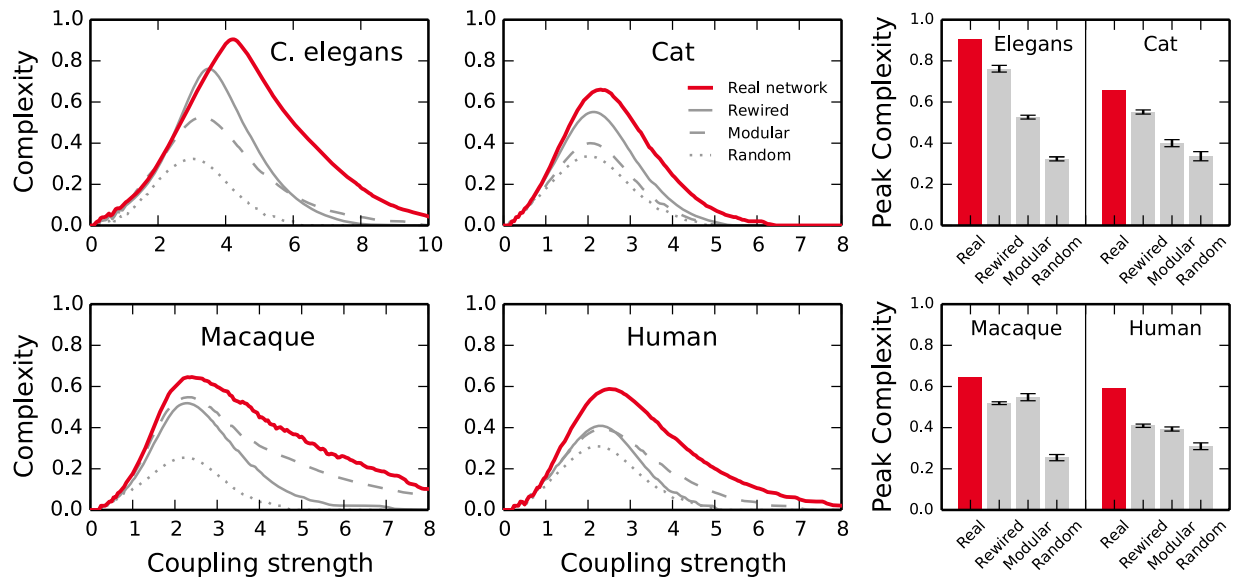 C. elegans
Complexity
1.0
0.8
0.6
0.4
0.2
0.0
0 2 4 6 8 10
Cat
Real network
Rewired
Modular
Random
1.0
0.8
0.6
0.4
0.2
0.0
0 1 2 3 4 5 6 7 8
Elegans Cat
Peak Complexity
1.0
0.8
0.6
0.4
0.2
0.0
Real Rewired Modular Random Real Rewired Modular Random
Macaque
Complexity
1.0
0.8
0.6
0.4
0.2
0.0
0 1 2 3 4 5 6 7 8
Coupling strength
Human
1.0
0.8
0.6
0.4
0.2
0.0
0 1 2 3 4 5 6 7 8
Coupling strength
Macaque Human
Peak Complexity
1.0
0.8
0.6
0.4
0.2
0.0
Real Rewired Modular Random Real Rewired Modular Random